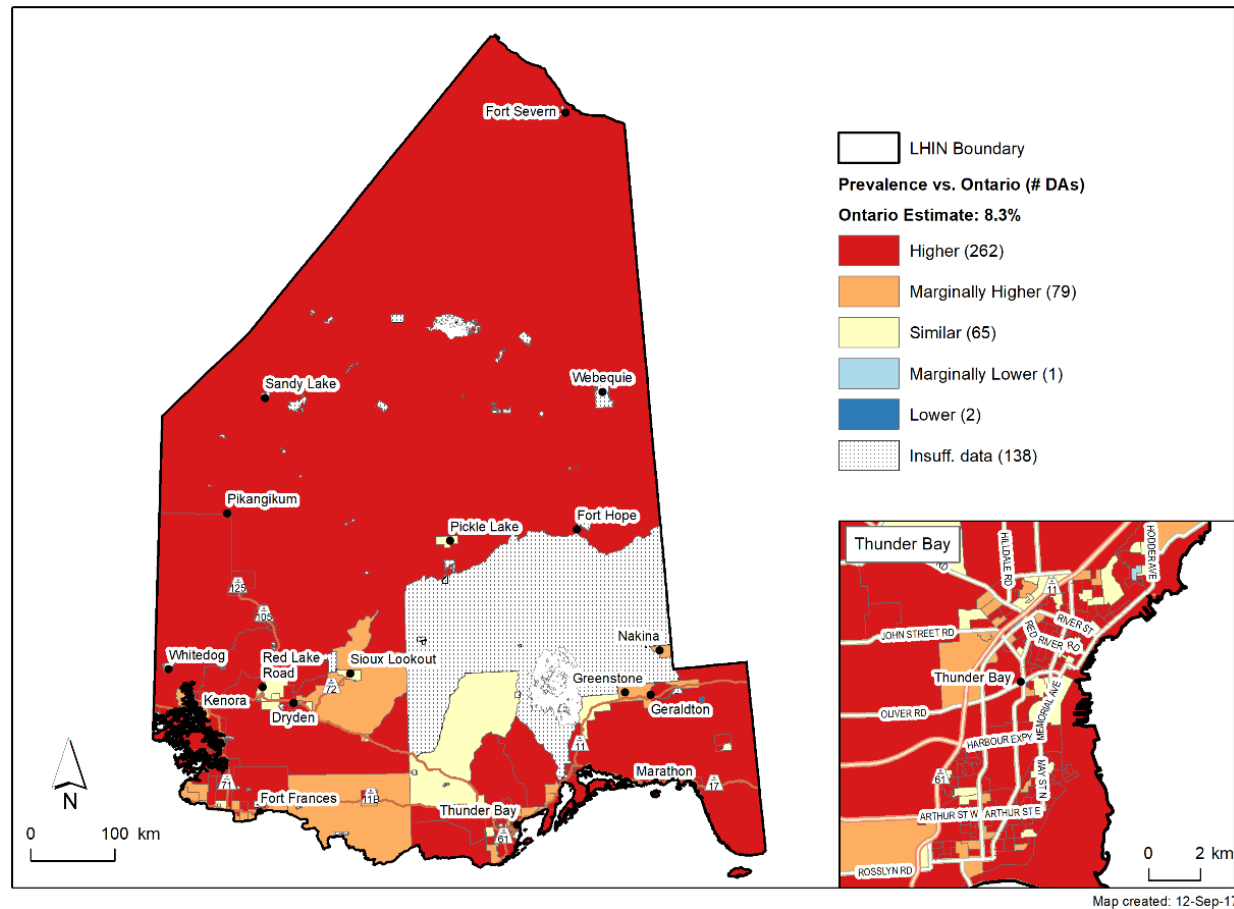 Fort Severn
Sandy Lake
Webequie
Pikangikum
Pickle Lake
Fort Hope
125
105
Whitedog
Red Lake
Road
Sioux Lookout
72
Nakina
Greenstone
Kenora
Dryden
Geraldton
11
71
Fort Frances
11B
Marathon
17
Thunder Bay
61
N
0 100 km
LHIN Boundary
Prevalence vs. Ontario (# DAs)
Ontario Estimate: 8.3%
Higher (262)
Marginally Higher (79)
Similar (65)
Marginally Lower (1)
Lower (2)
Insuff. data (138)
Thunder Bay
HILLDALE RD
HODDER AVE
11
JOHN STREET RD
RIVER ST
RED RIVER RD
Thunder Bay
OLIVER RD
MEMORIAL AVE
HARBOUR EXPY
61
MAY ST N
ARTHUR ST W
ARTHUR ST E
ROSSLYN RD
0 2 km
Map created: 12-Sep-17